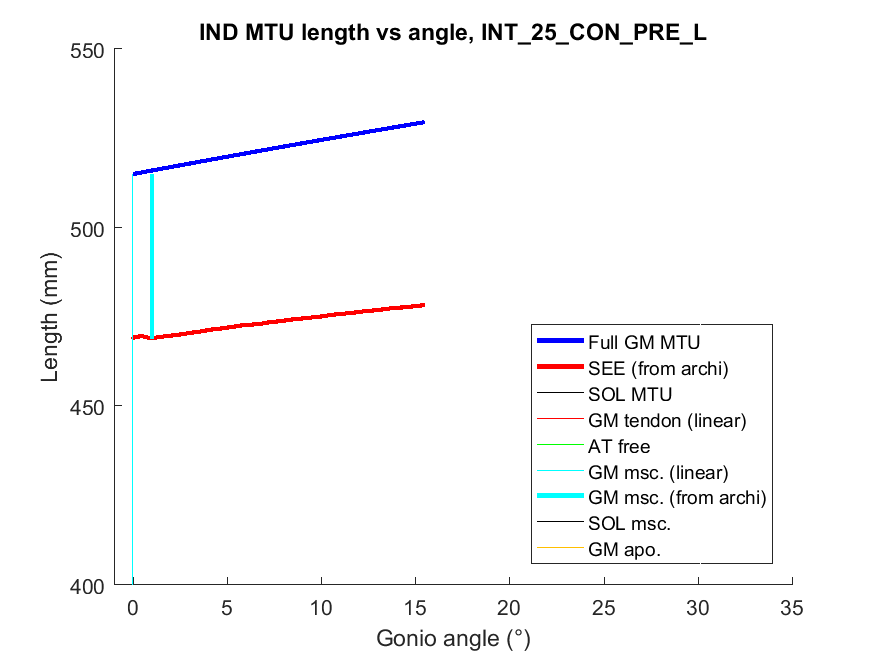 IND MTU length vs angle, INT_25_CON_PRE_L
550
500
450
400
Length (mm)
0 5 10 15 20 25 30 35
Gonio angle (°)
Full GM MTU
SEE (from archi)
SOL MTU
GM tendon (linear)
AT free
GM msc. (linear)
GM msc. (from archi)
SOL msc.
GM apo.